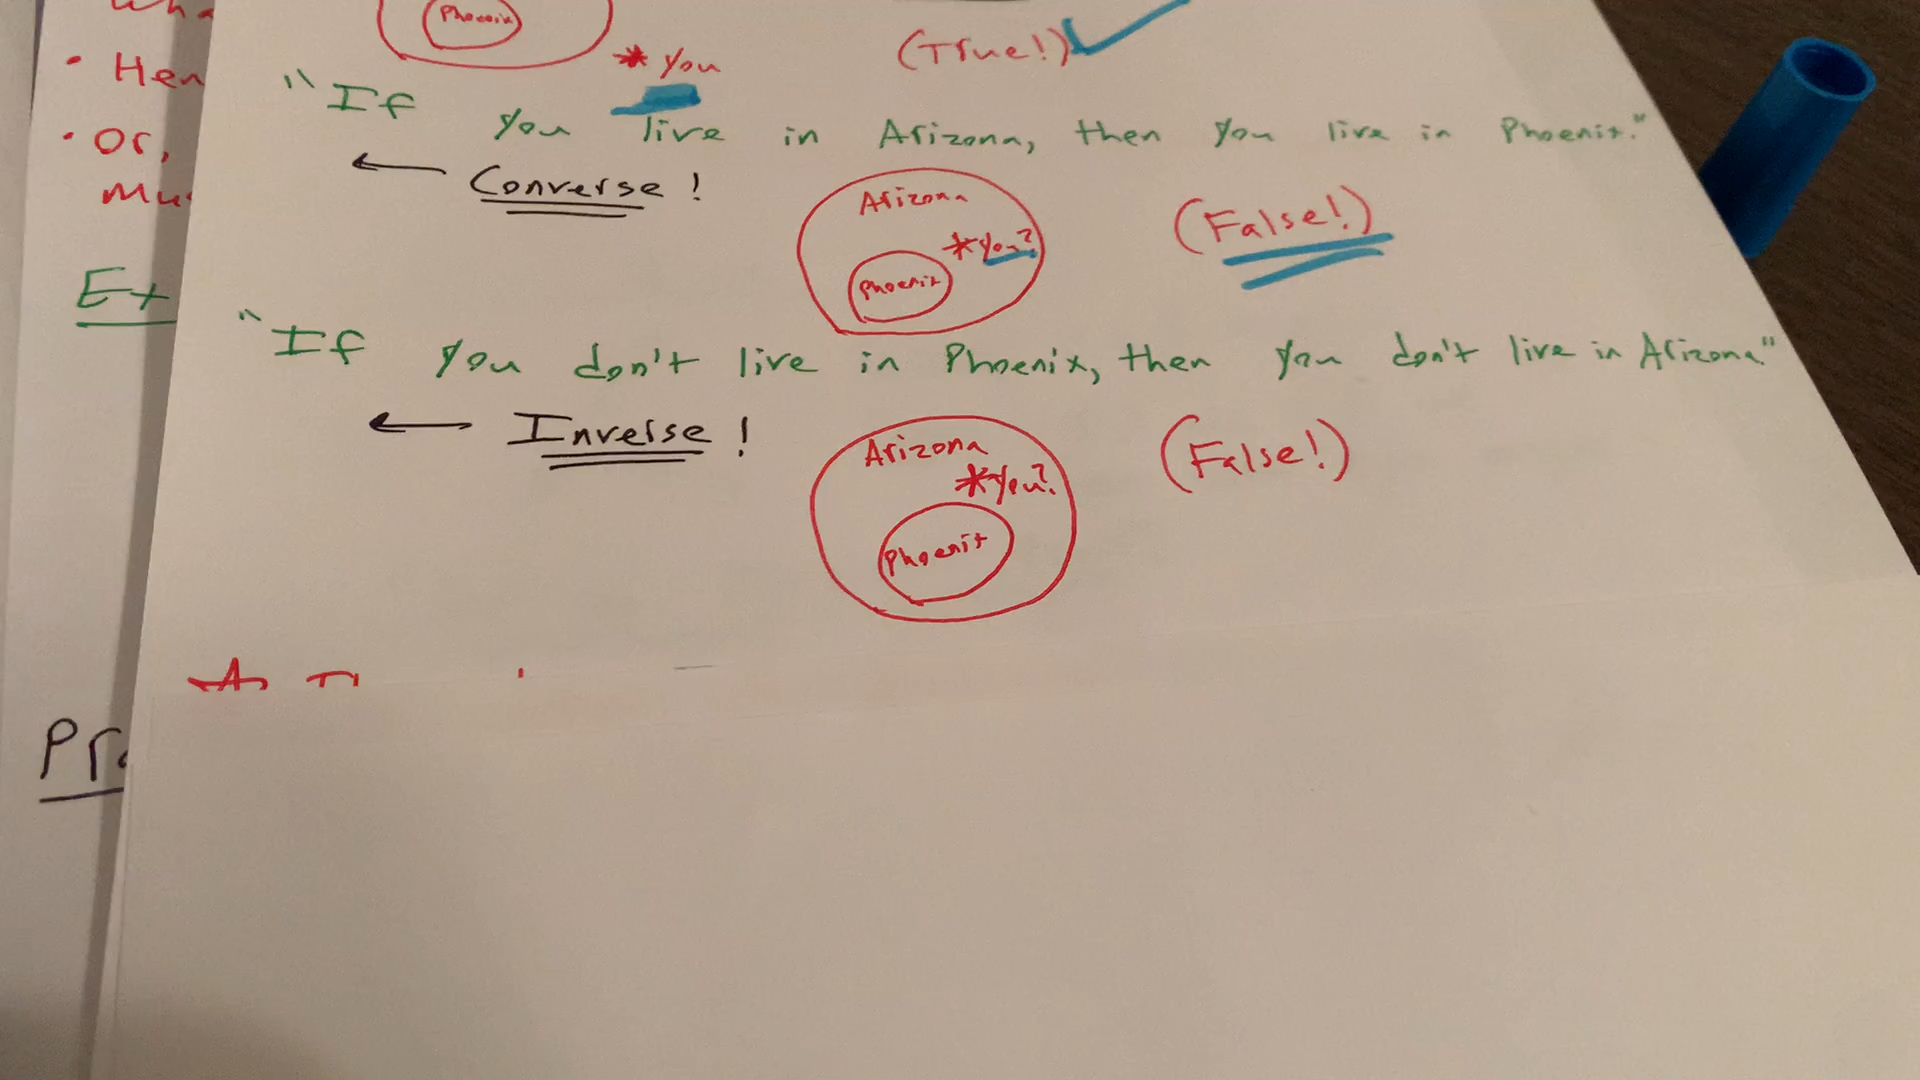 Phoenix
* You
(True!)
• Hen
• Or,
Mu
"If you live in Arizona, then you live in Phoenix."
← Converse!
Arizona
*You?
Phoenix
(False!)
Ex
"If you don't live in Phoenix, then you don't live in Arizona."
← Inverse!
Arizona
*You?
Phoenix
(False!)
Pro